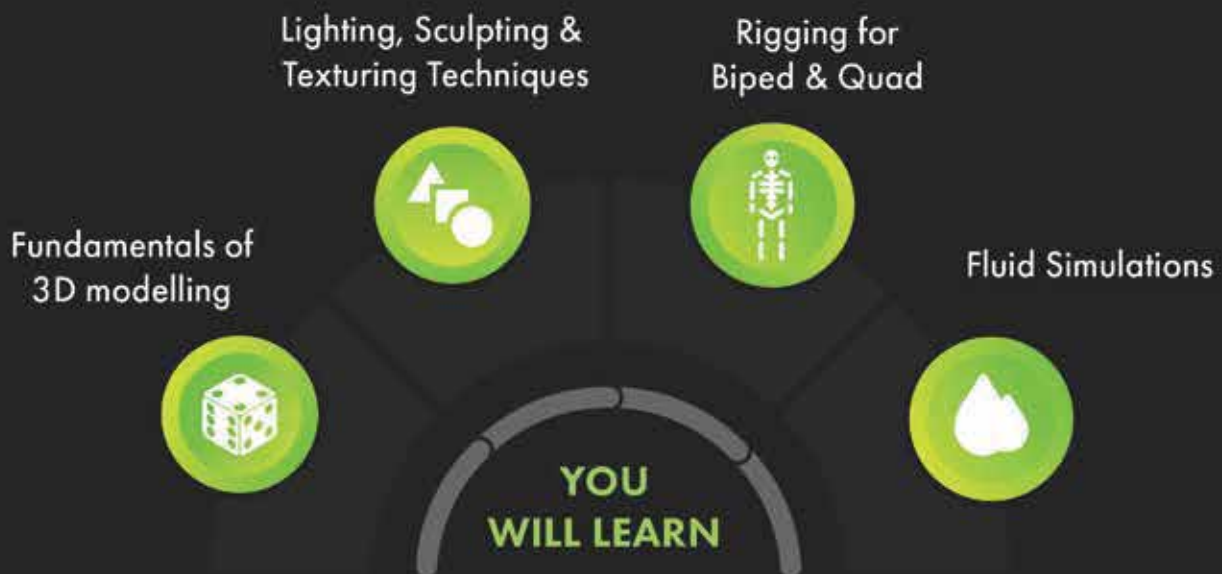 Lighting, Sculpting &
Texturing Techniques
Rigging for
Biped & Quad
Fundamentals of
3D modelling
Fluid Simulations
YOU
WILL LEARN